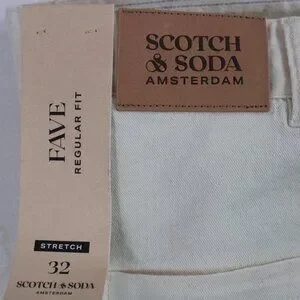 SCOTCH
& SODA
AMSTERDAM
FAVE
REGULAR FIT
STRETCH
32
SCOTCH & SODA
AMSTERDAM